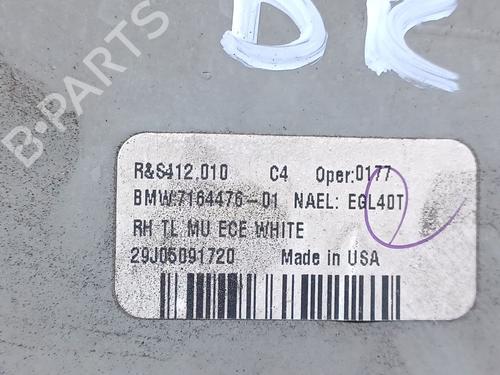 DR
B-PARTS
R&S412,010 C4 Oper:0177
BMW:7164476-01 NAEL: EGL40T
RH TL MU ECE WHITE
29J05091720 Made in USA